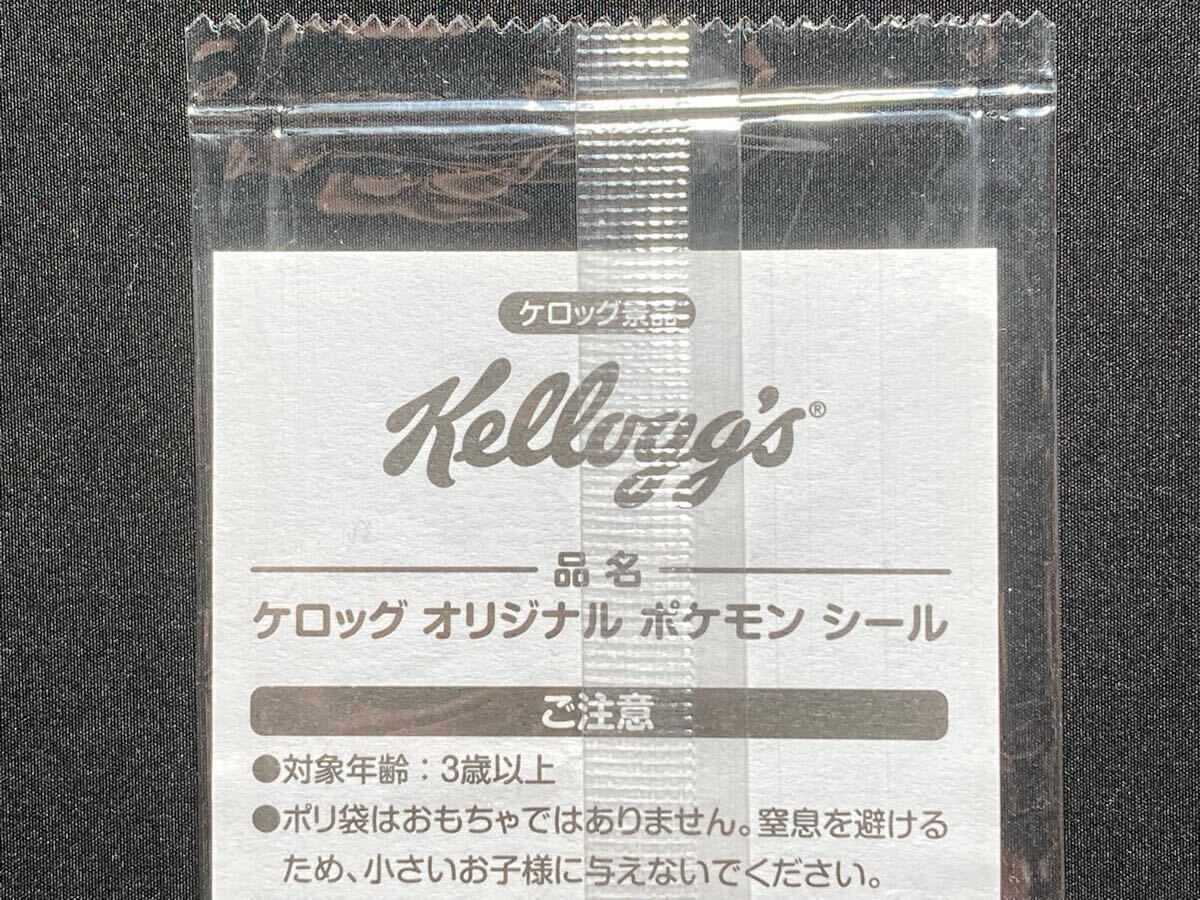 ケロッグ景品
Kellogg's®
品名
ケロッグ オリジナル ポケモン シール
ご注意
●対象年齢：3歳以上
●ポリ袋はおもちゃではありません。窒息を避ける
ため、小さいお子様に与えないでください。